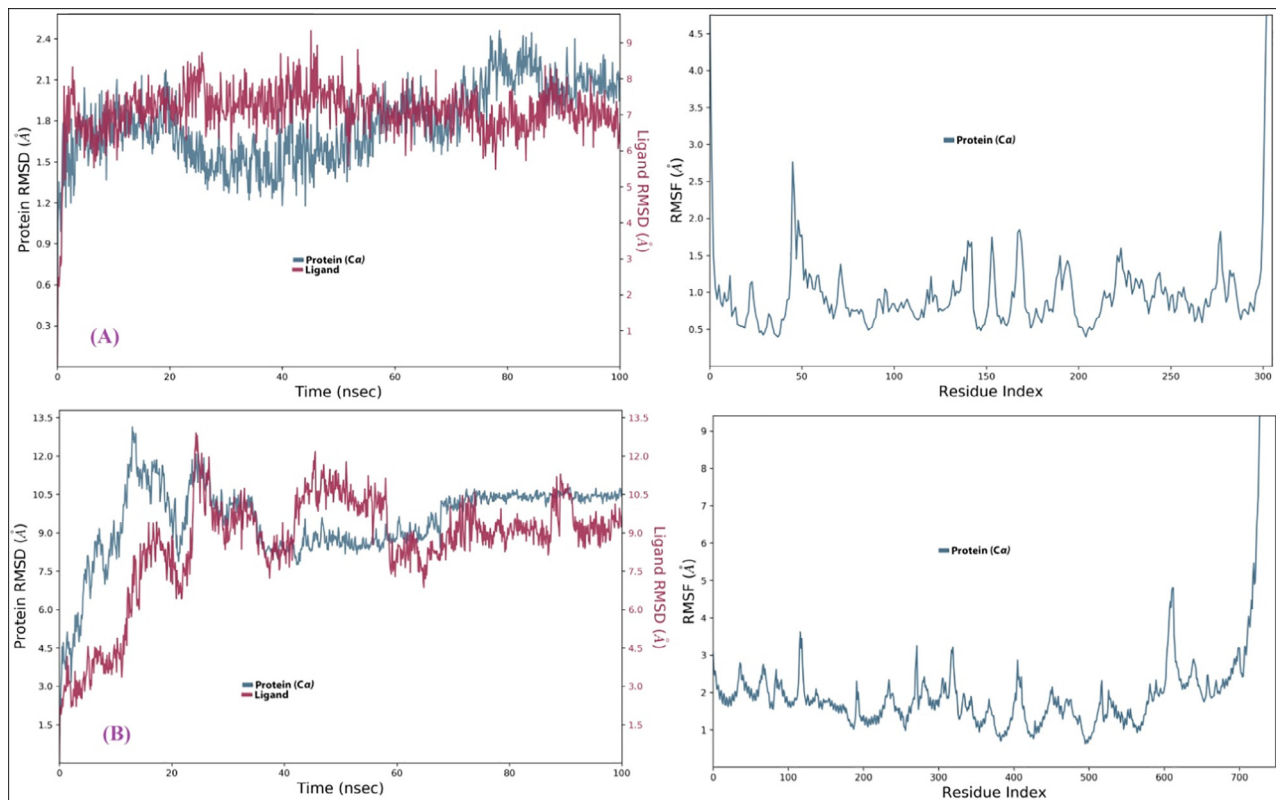 2.4
2.1
1.8
1.5
1.2
0.9
0.6
0.3
Protein RMSD (Å)
9
8
7
6
5
4
3
2
1
Ligand RMSD (Å)
Protein (Cα)
Ligand
(A)
0 20 40 60 80 100
Time (nsec)
4.5
4.0
3.5
3.0
2.5
2.0
1.5
1.0
0.5
RMSF (Å)
Protein (Cα)
0 50 100 150 200 250 300
Residue Index
13.5
12.0
10.5
9.0
7.5
6.0
4.5
3.0
1.5
Protein RMSD (Å)
13.5
12.0
10.5
9.0
7.5
6.0
4.5
3.0
1.5
Ligand RMSD (Å)
Protein (Cα)
Ligand
(B)
0 20 40 60 80 100
Time (nsec)
9
8
7
6
5
4
3
2
1
RMSF (Å)
Protein (Cα)
0 100 200 300 400 500 600 700
Residue Index